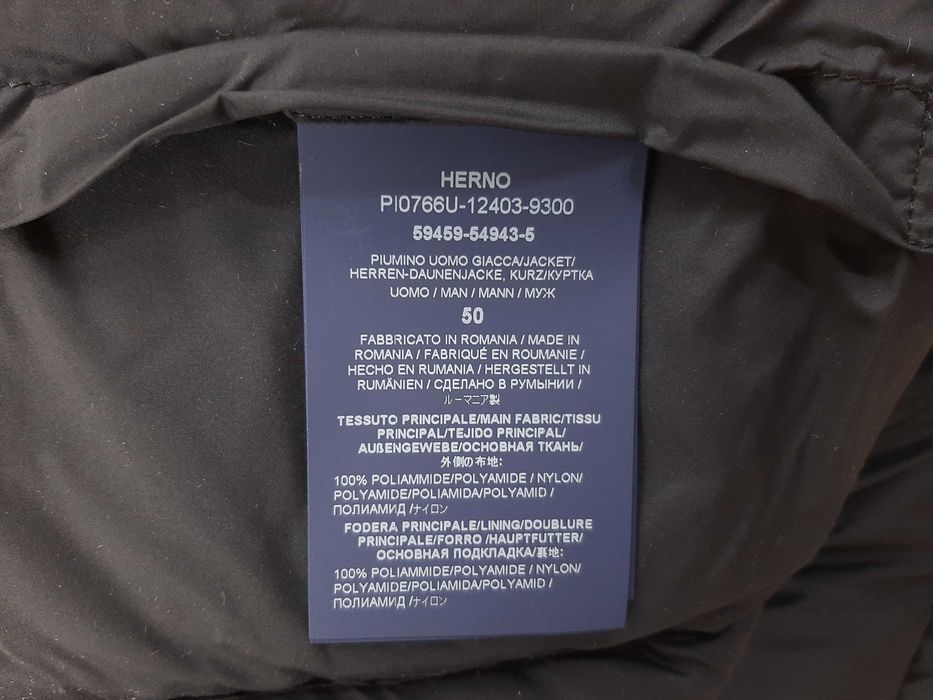 HERNO
PI0766U-12403-9300
59459-54943-5
PIUMINO UOMO GIACCA/JACKET/
HERREN-DAUNENJACKE, KURZ/КУРТКА
UOMO / MAN / MANN / МУЖ
50
FABBRICATO IN ROMANIA / MADE IN
ROMANIA / FABRIQUÉ EN ROUMANIE /
HECHO EN RUMANIA / HERGESTELLT IN
RUMÄNIEN / СДЕЛАНО В РУМЫНИИ /
ルーマニア製
TESSUTO PRINCIPALE/MAIN FABRIC/TISSU
PRINCIPAL/TEJIDO PRINCIPAL/
AUßENGEWEBE/ОСНОВНАЯ ТКАНЬ/
外側の布地:
100% POLIAMMIDE/POLYAMIDE / NYLON/
POLYAMIDE/POLIAMIDA/POLYAMID /
ПОЛИАМИД /ナイロン
FODERA PRINCIPALE/LINING/DOUBLURE
PRINCIPALE/FORRO /HAUPTFUTTER/
ОСНОВНАЯ ПОДКЛАДКА/裏地:
100% POLIAMMIDE/POLYAMIDE / NYLON/
POLYAMIDE/POLIAMIDA/POLYAMID /
ПОЛИАМИД /ナイロン